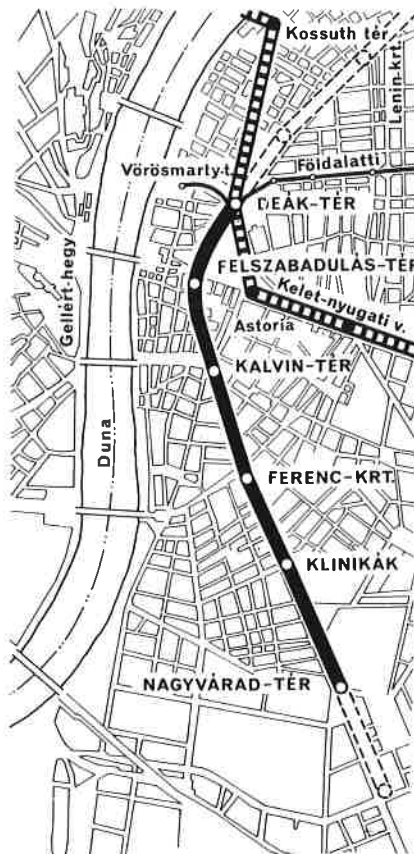 Kossuth tér
Lenin-krt.
Vörösmarty-t.
Földalatti
DEÁK-TÉR
FELSZABADULÁS-TÉR
Gellért-hegy
Kelet-nyugati v.
Astoria
KALVIN-TÉR
Duna
FERENC-KRT.
KLINIKÁK
NAGYVÁRAD-TÉR